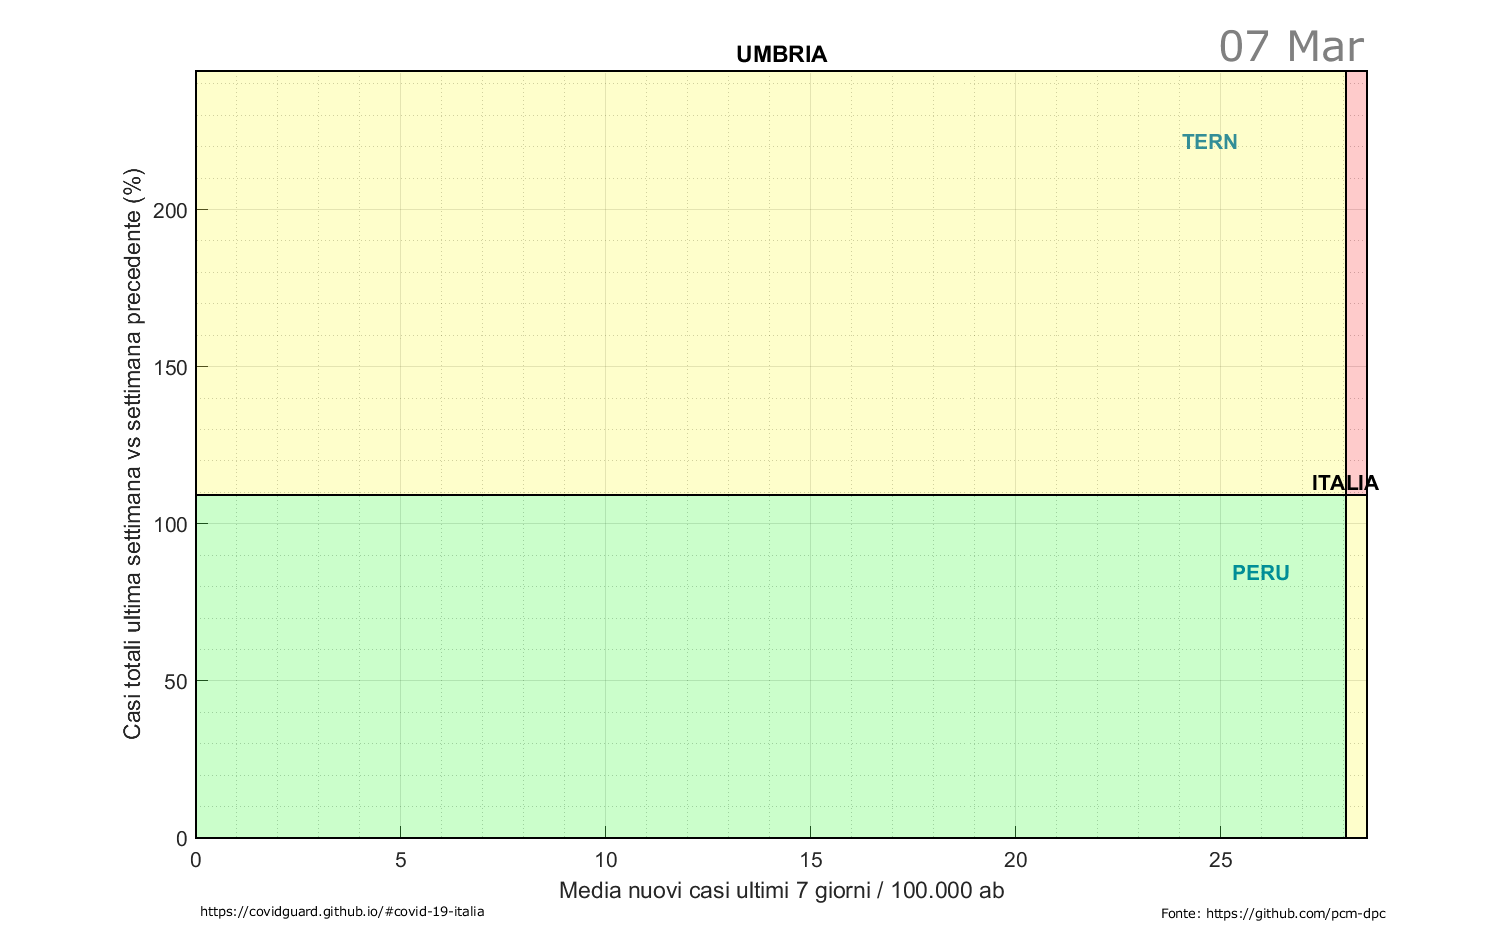 07 Mar
UMBRIA
TERN
ITALIA
PERU
Casi totali ultima settimana vs settimana precedente (%)
200
150
100
50
0
0 5 10 15 20 25
Media nuovi casi ultimi 7 giorni / 100.000 ab
https://covidguard.github.io/#covid-19-italia
Fonte: https://github.com/pcm-dpc